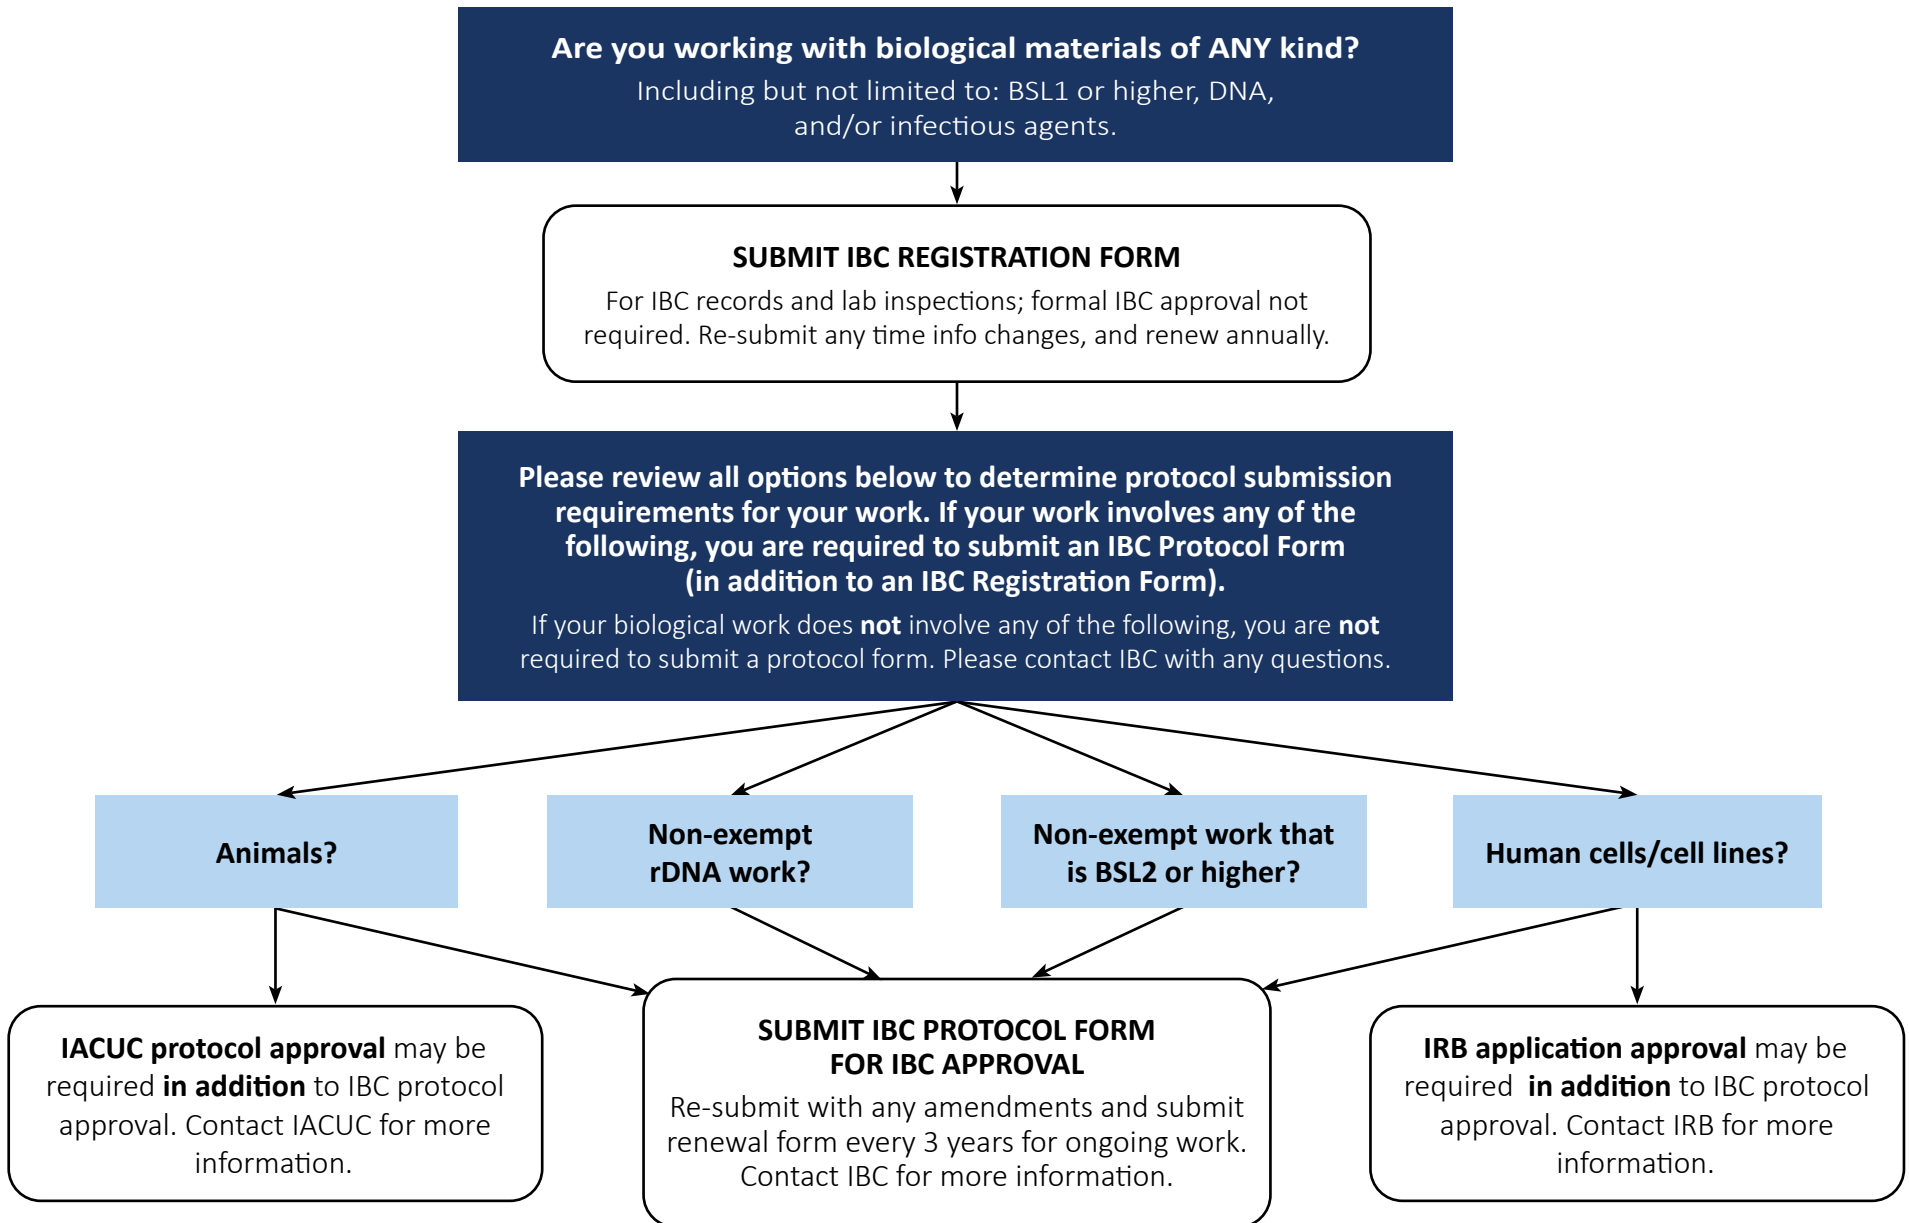 Are you working with biological materials of ANY kind?
Including but not limited to: BSL1 or higher, DNA,
and/or infectious agents.
SUBMIT IBC REGISTRATION FORM
For IBC records and lab inspections; formal IBC approval not
required. Re-submit any time info changes, and renew annually.
Please review all options below to determine protocol submission
requirements for your work. If your work involves any of the
following, you are required to submit an IBC Protocol Form
(in addition to an IBC Registration Form).
If your biological work does not involve any of the following, you are not
required to submit a protocol form. Please contact IBC with any questions.
Animals?
Non-exempt
rDNA work?
Non-exempt work that
is BSL2 or higher?
Human cells/cell lines?
IACUC protocol approval may be
required in addition to IBC protocol
approval. Contact IACUC for more
information.
SUBMIT IBC PROTOCOL FORM
FOR IBC APPROVAL
Re-submit with any amendments and submit
renewal form every 3 years for ongoing work.
Contact IBC for more information.
IRB application approval may be
required in addition to IBC protocol
approval. Contact IRB for more
information.